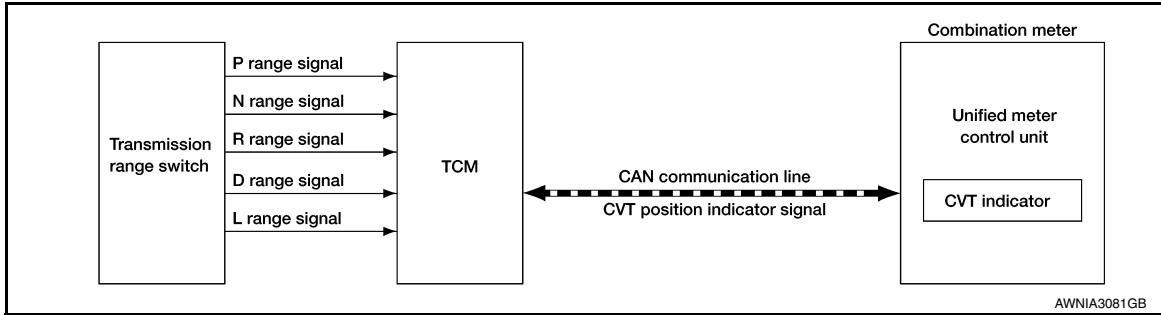 Combination meter
P range signal
N range signal
R range signal
D range signal
L range signal
Transmission
range switch
TCM
CAN communication line
CVT position indicator signal
Unified meter
control unit
CVT indicator
AWNIA3081GB